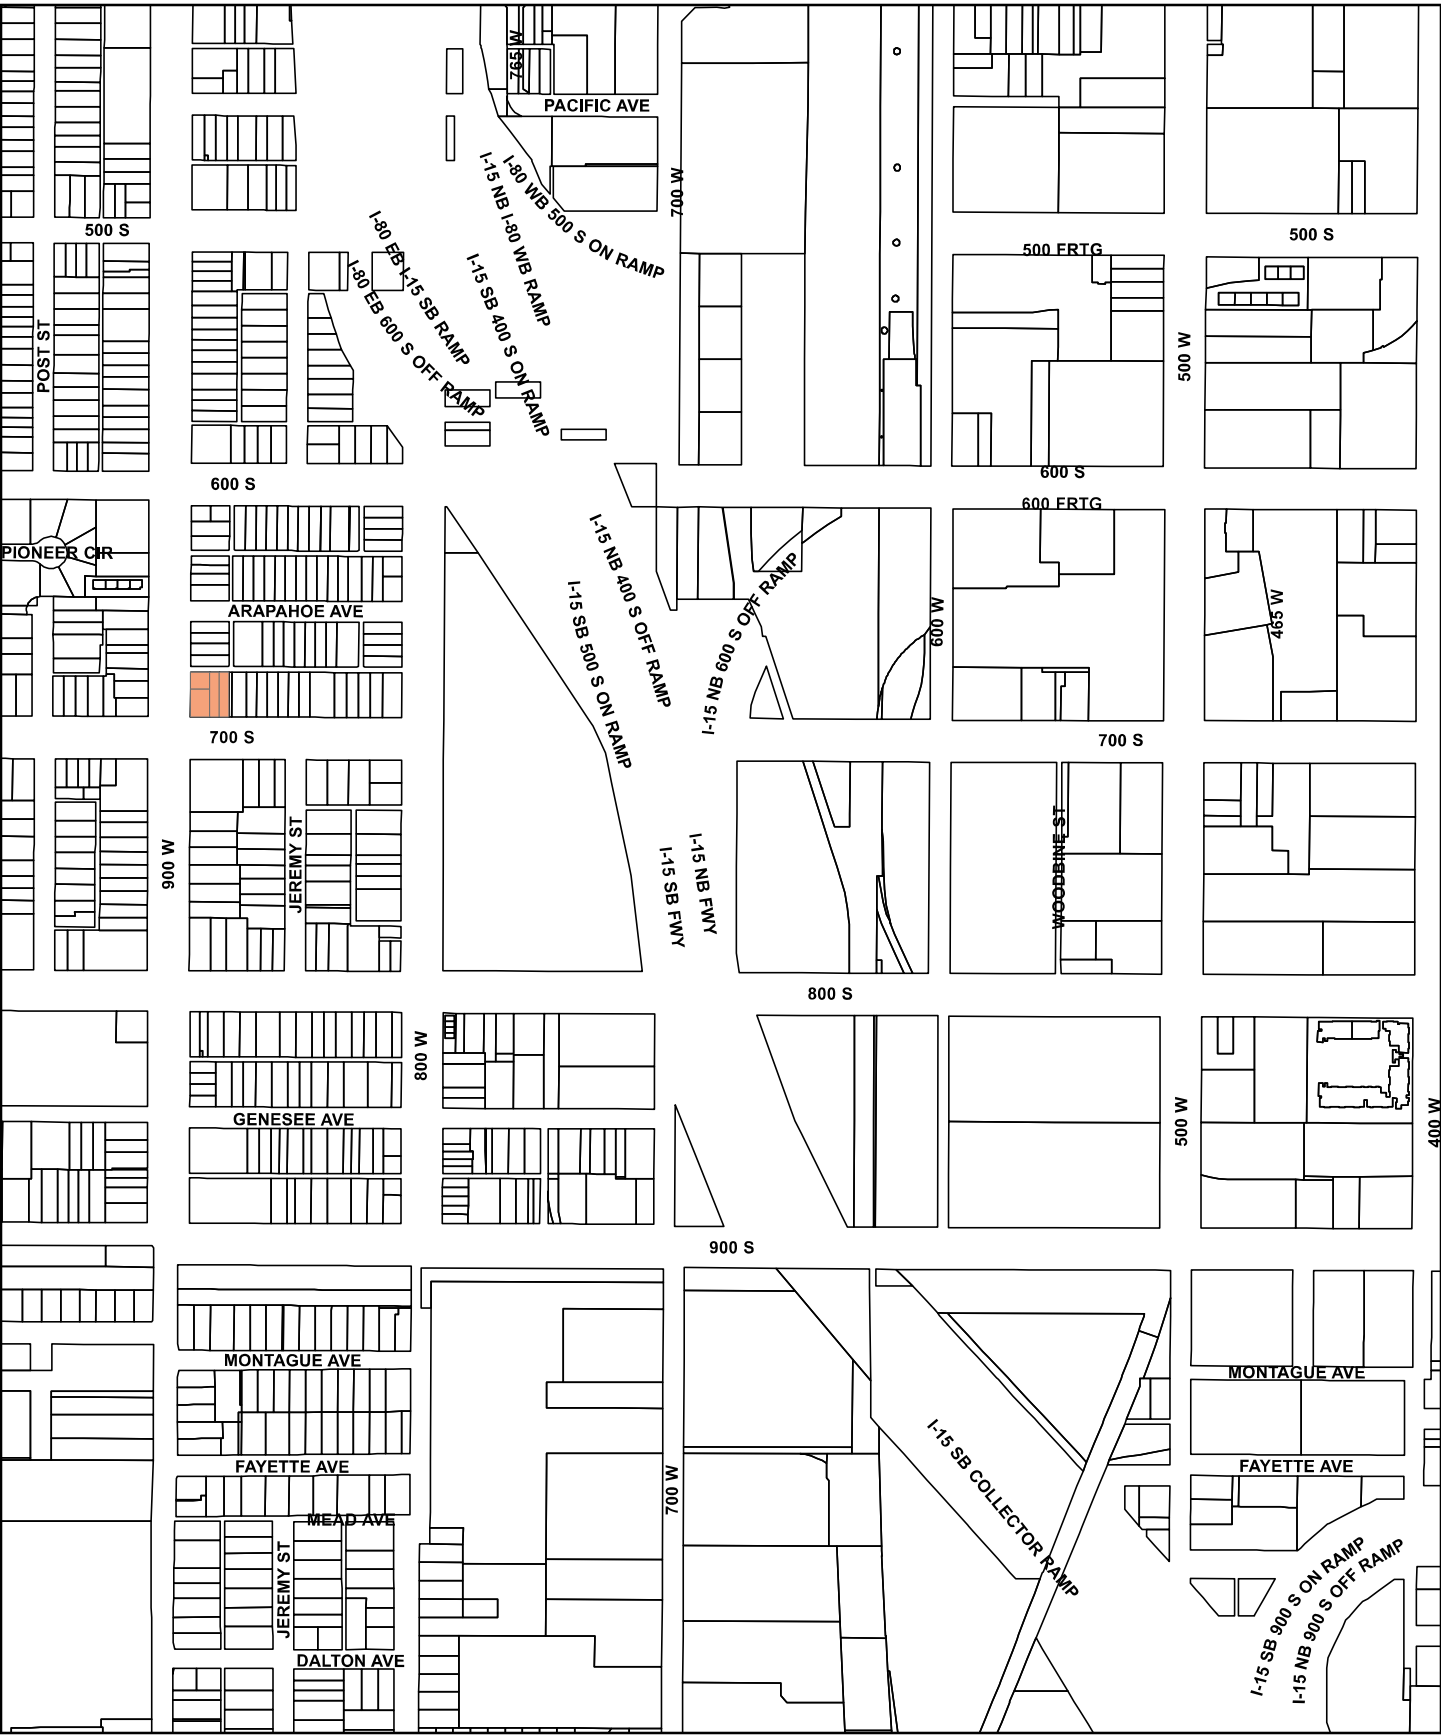 765 W
PACIFIC AVE
I-80 WB 500 S ON RAMP
I-15 NB I-80 WB RAMP
700 W
500 S
I-80 EB I-15 SB RAMP
500 S
500 FRTG
I-80 EB 600 S OFF RAMP
I-15 SB 400 S ON RAMP
POST ST
500 W
600 S
600 S
600 FRTG
PIONEER CIR
I-15 NB 400 S OFF RAMP
I-15 SB 500 S ON RAMP
I-15 NB 600 S OFF RAMP
ARAPAHOE AVE
600 W
465 W
700 S
700 S
900 W
JEREMY ST
I-15 SB FWY
I-15 NB FWY
WOODBINE ST
800 S
800 W
GENESEE AVE
500 W
400 W
900 S
MONTAGUE AVE
MONTAGUE AVE
FAYETTE AVE
700 W
I-15 SB COLLECTOR RAMP
FAYETTE AVE
MEAD AVE
JEREMY ST
I-15 SB 900 S ON RAMP
I-15 NB 900 S OFF RAMP
DALTON AVE